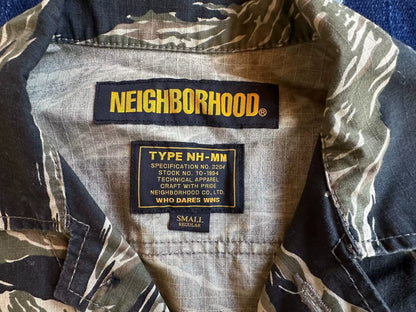 NEIGHBORHOOD®
TYPE NH-MM
SPECIFICATION NO. 3204
STOCK NO. 10-1994
TECHNICAL APPAREL
CRAFT WITH PRIDE
NEIGHBORHOOD CO., LTD.
WHO DARES WINS
SMALL
REGULAR